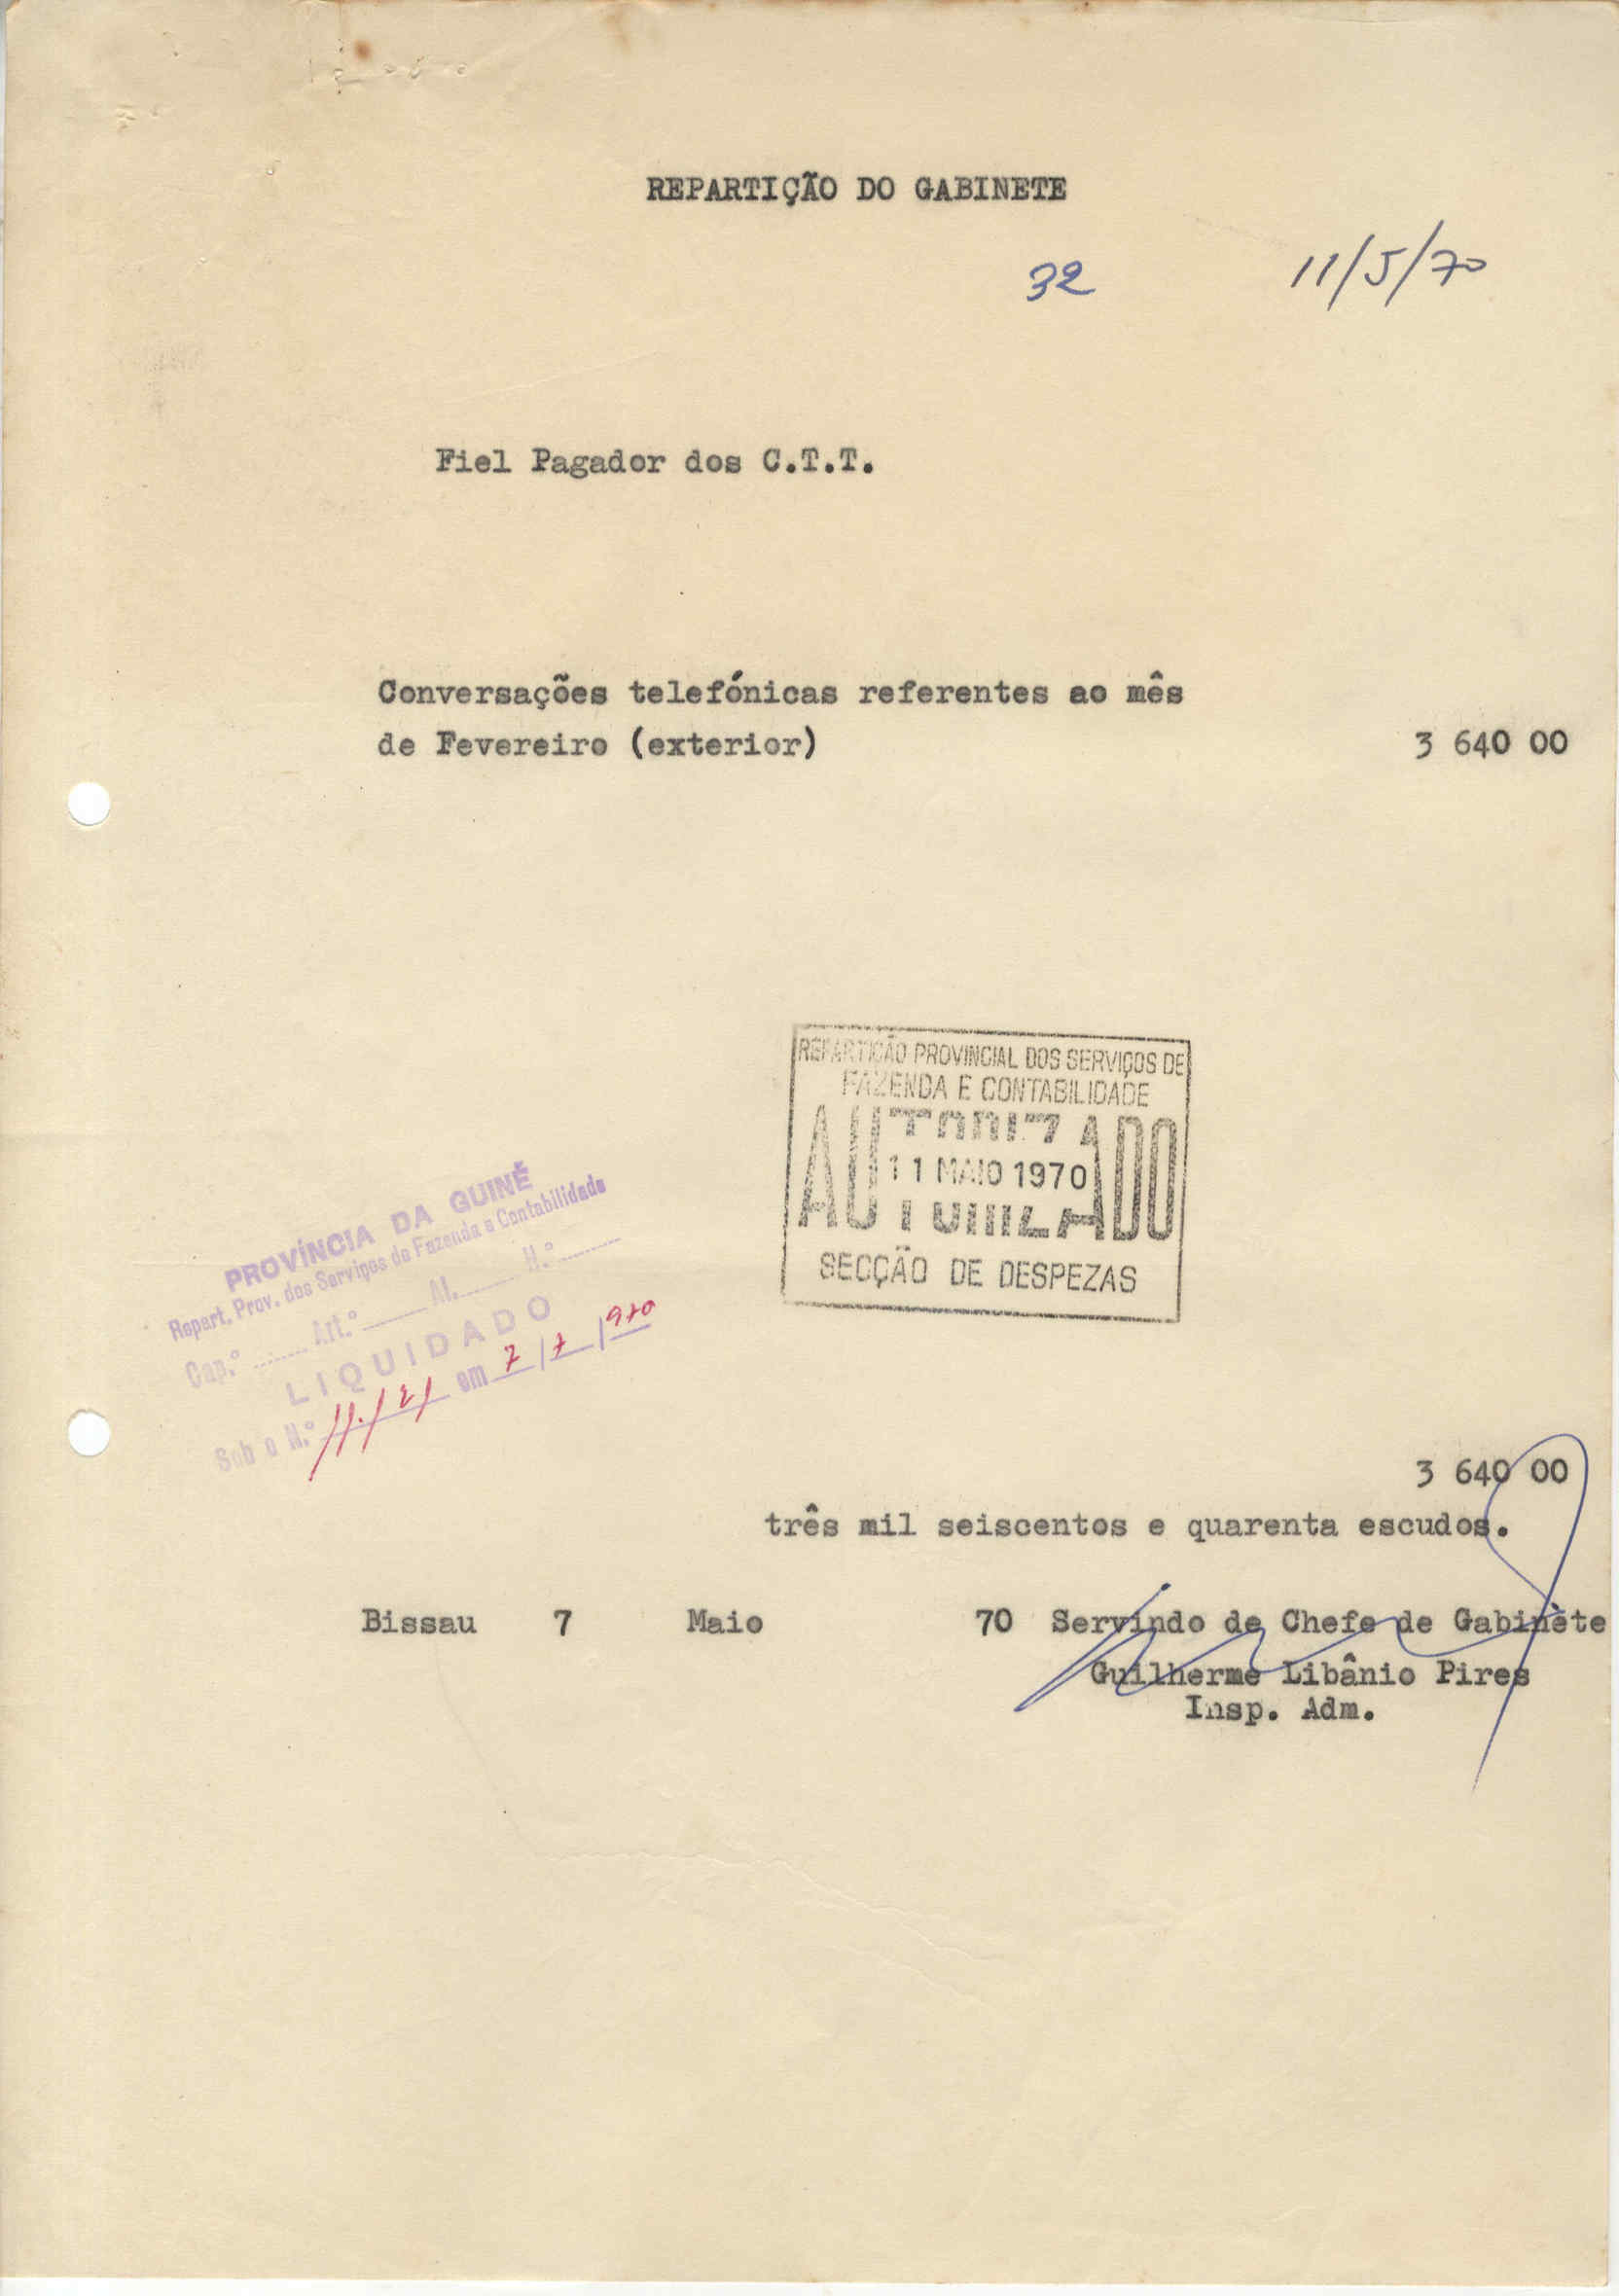 REPARTIÇÃO DO GABINETE
32 11/5/70
Fiel Pagador dos C.T.T.
Conversações telefónicas referentes ao mês
de Fevereiro (exterior) 3 640 00
REPARTIÇÃO PROVINCIAL DOS SERVIÇOS DE
FAZENDA E CONTABILIDADE
AUTORIZADO
11 MAIO 1970
SECÇÃO DE DESPEZAS
PROVÍNCIA DA GUINÉ
Repart. Prov. dos Serviços de Fazenda e Contabilidade
Cap.º Art.º Al. N.º
LIQUIDADO
Sub o N.º em 7/7/970
3 640 00
três mil seiscentos e quarenta escudos.
Bissau 7 Maio 70 Servindo de Chefe de Gabinete
Guilherme Libânio Pires
Insp. Adm.